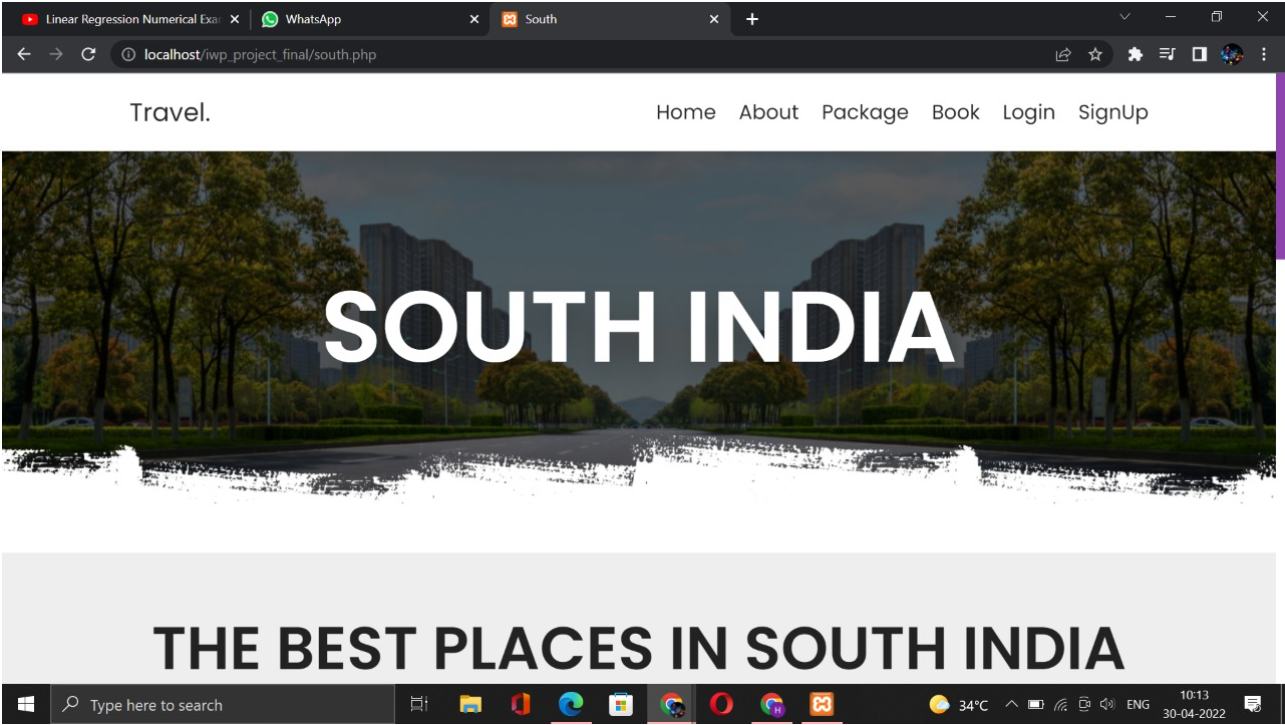 Linear Regression Numerical Exa
WhatsApp
South
localhost/iwp_project_final/south.php
Travel.
Home About Package Book Login SignUp
SOUTH INDIA
THE BEST PLACES IN SOUTH INDIA
Type here to search
34°C
ENG
10:13
30-04-2022